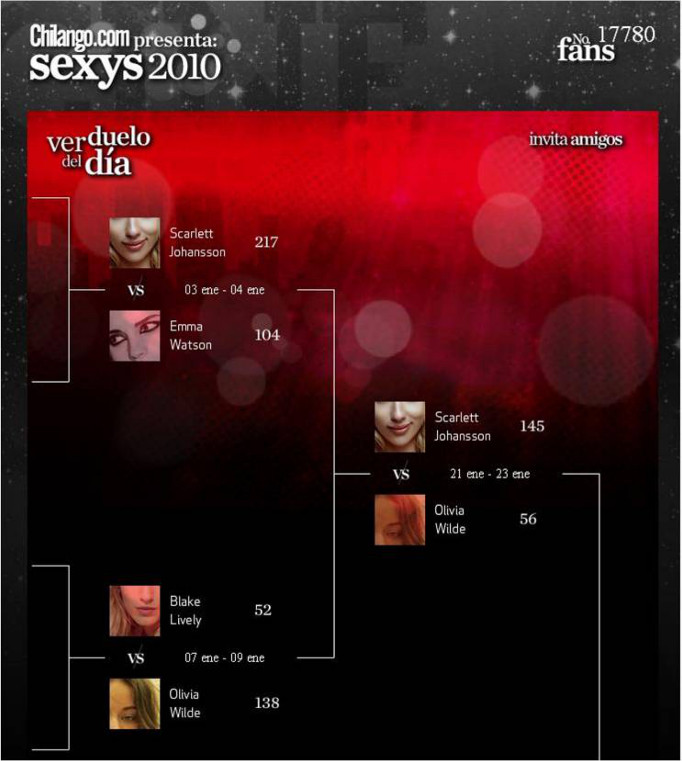 Chilango.com presenta:
sexys 2010
No. 17780
fans
ver duelo
del día
invita amigos
Scarlett
Johansson
217
VS 03 ene - 04 ene
Emma
Watson
104
Scarlett
Johansson
145
VS 21 ene - 23 ene
Olivia
Wilde
56
Blake
Lively
52
VS 07 ene - 09 ene
Olivia
Wilde
138